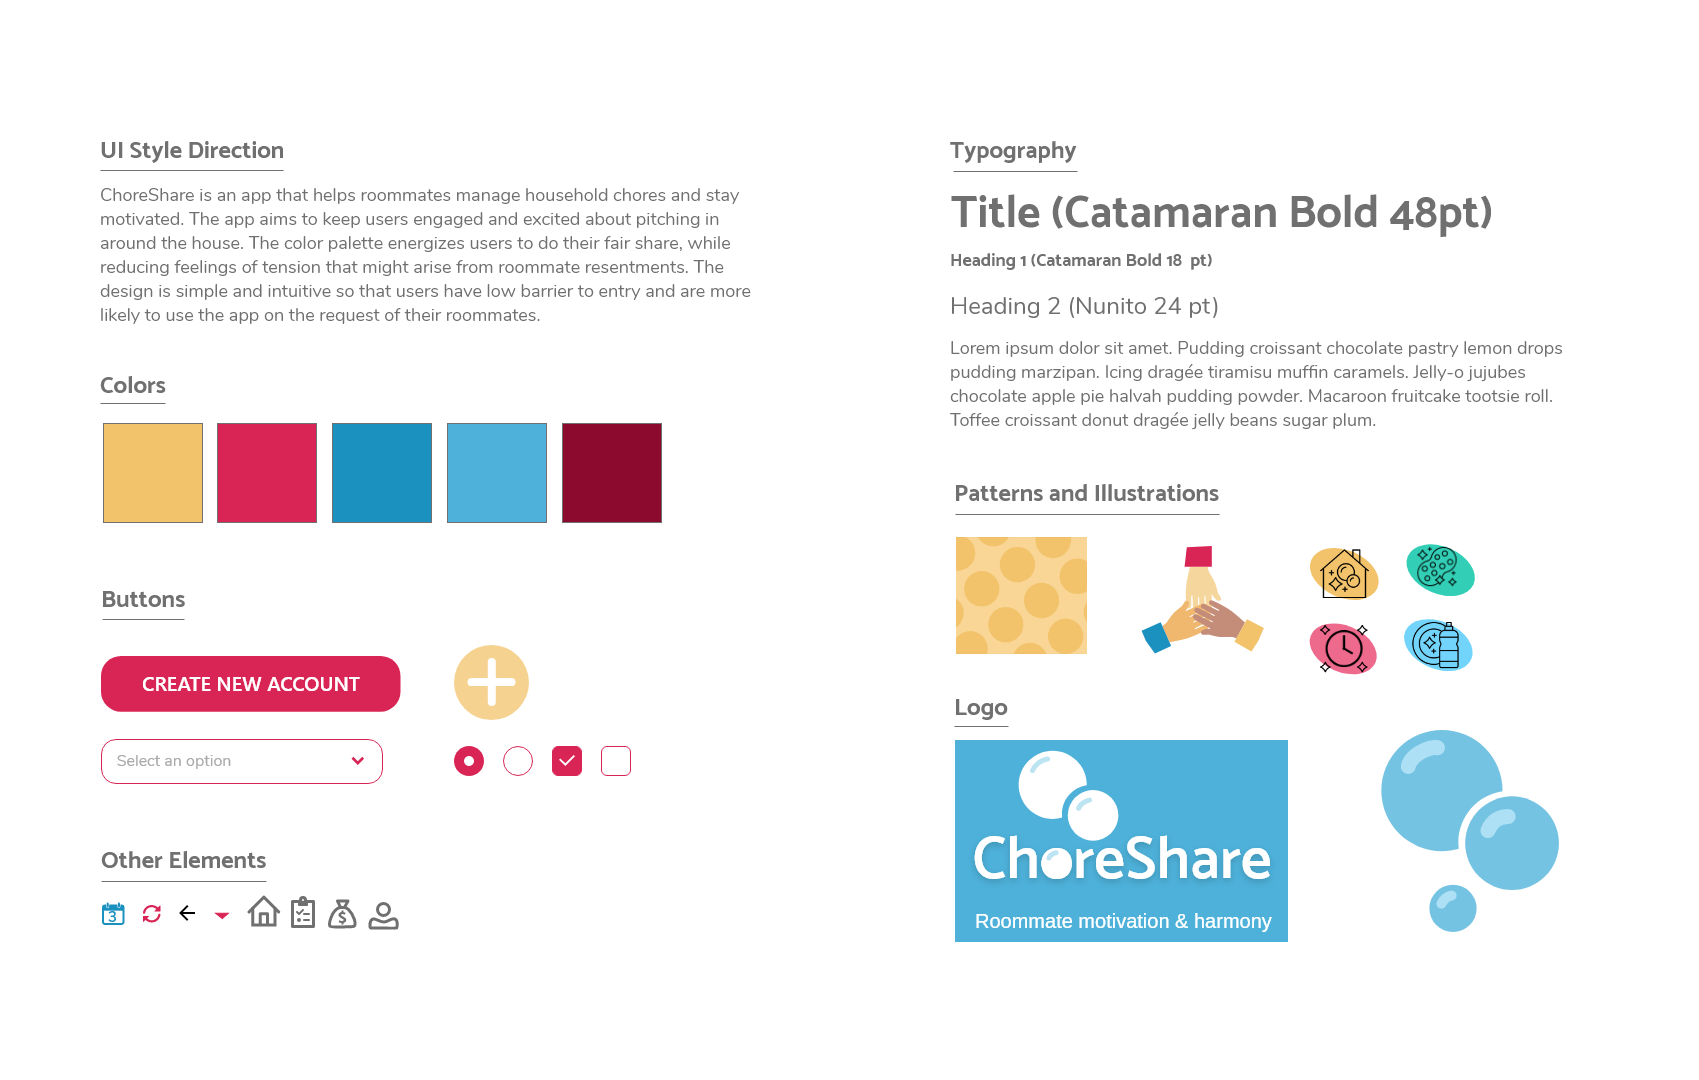 UI Style Direction
ChoreShare is an app that helps roommates manage household chores and stay
motivated. The app aims to keep users engaged and excited about pitching in
around the house. The color palette energizes users to do their fair share, while
reducing feelings of tension that might arise from roommate resentments. The
design is simple and intuitive so that users have low barrier to entry and are more
likely to use the app on the request of their roommates.
Colors
Buttons
CREATE NEW ACCOUNT
Select an option
Other Elements
3
$
Typography
Title (Catamaran Bold 48pt)
Heading 1 (Catamaran Bold 18 pt)
Heading 2 (Nunito 24 pt)
Lorem ipsum dolor sit amet. Pudding croissant chocolate pastry lemon drops
pudding marzipan. Icing dragée tiramisu muffin caramels. Jelly-o jujubes
chocolate apple pie halvah pudding powder. Macaroon fruitcake tootsie roll.
Toffee croissant donut dragée jelly beans sugar plum.
Patterns and Illustrations
Logo
ChoreShare
Roommate motivation & harmony